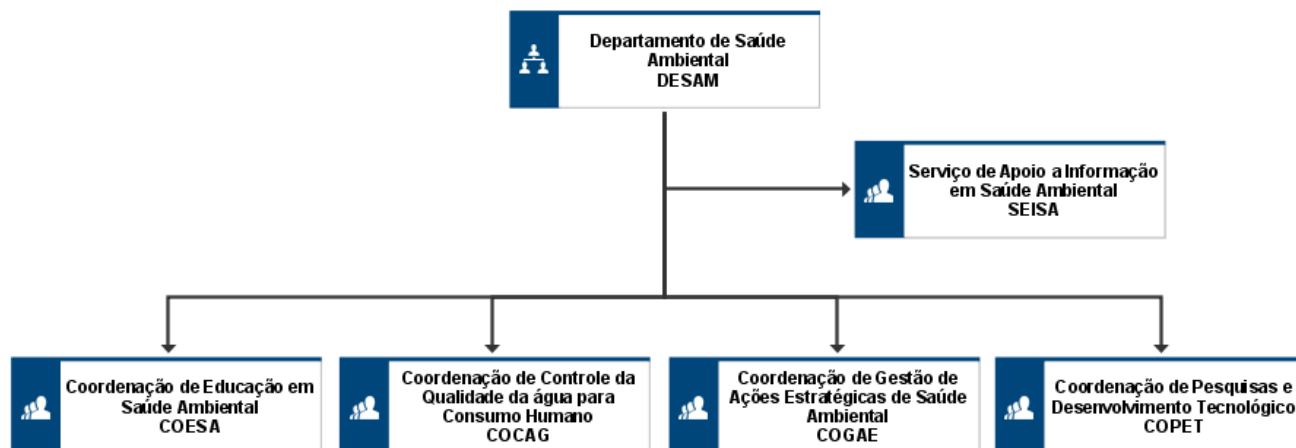 Departamento de Saúde
Ambiental
DESAM
Serviço de Apoio a Informação
em Saúde Ambiental
SEISA
Coordenação de Educação em
Saúde Ambiental
COESA
Coordenação de Controle da
Qualidade da água para
Consumo Humano
COCAG
Coordenação de Gestão de
Ações Estratégicas de Saúde
Ambiental
COGAE
Coordenação de Pesquisas e
Desenvolvimento Tecnológico
COPET